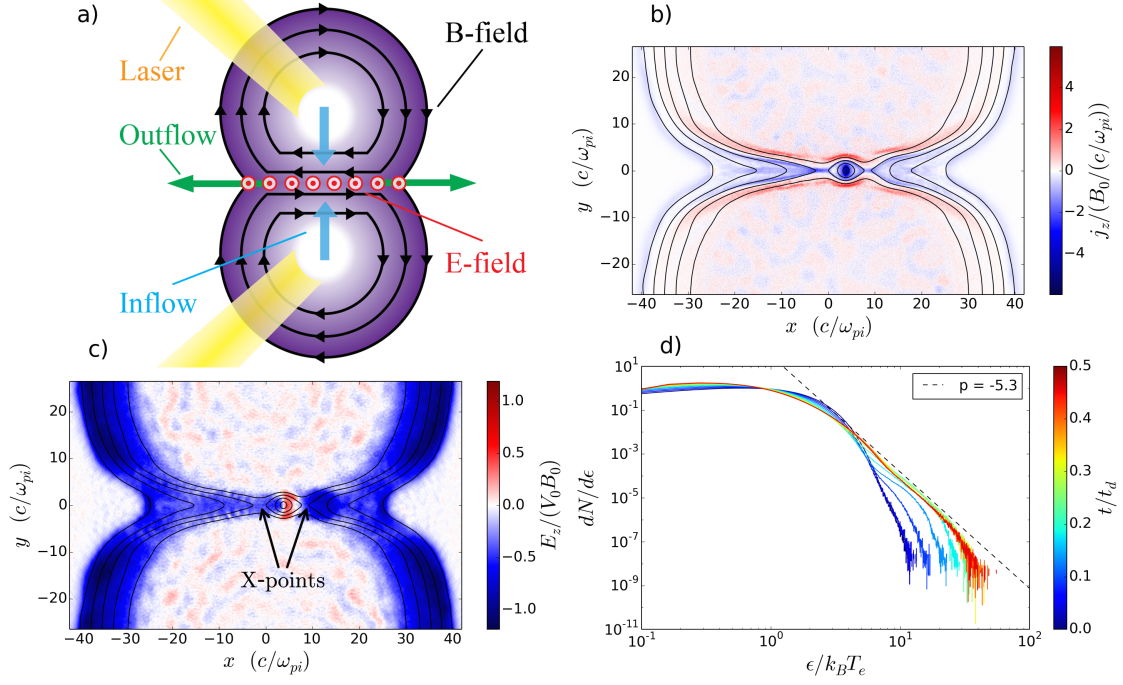 a)
Laser
B-field
Outflow
Inflow
E-field
b)
20
10
0
−10
−20
y (c/ω_pi)
−40 −30 −20 −10 0 10 20 30 40
x (c/ω_pi)
4
2
0
−2
−4
j_z/(B_0/(c/ω_pi))
c)
20
10
0
−10
−20
y (c/ω_pi)
X-points
−40 −30 −20 −10 0 10 20 30 40
x (c/ω_pi)
1.0
0.5
0.0
−0.5
−1.0
E_z/(V_0B_0)
d)
10^1
10^-1
10^-3
10^-5
10^-7
10^-9
10^-11
dN/dϵ
p = -5.3
10^-1 10^0 10^1 10^2
ϵ/k_BT_e
0.5
0.4
0.3
0.2
0.1
0.0
t/t_d